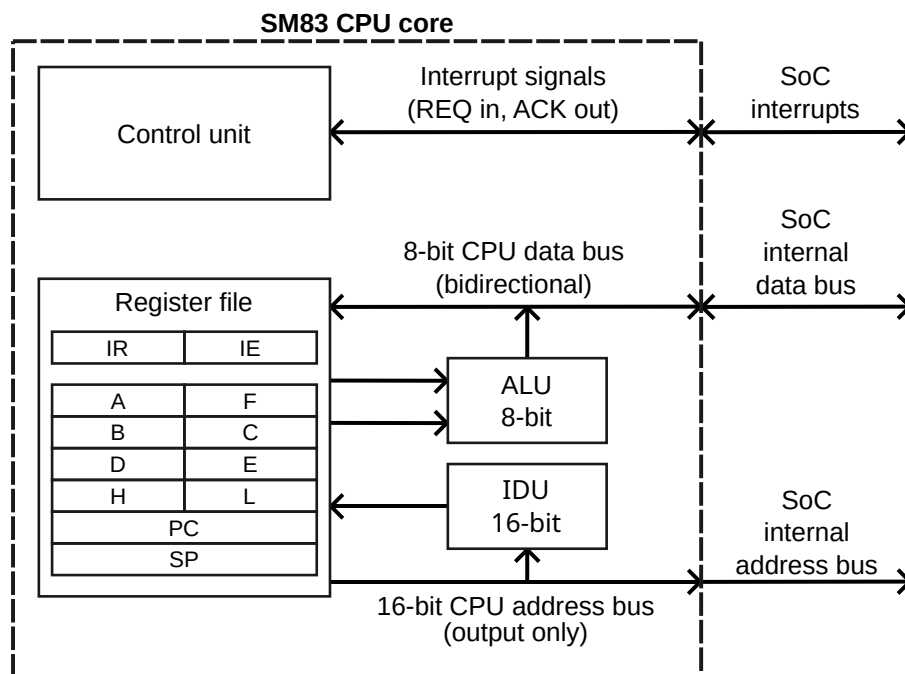 SM83 CPU core
Control unit
Interrupt signals
(REQ in, ACK out)
SoC
interrupts
8-bit CPU data bus
(bidirectional)
SoC
internal
data bus
Register file
IR IE
A F
B C
D E
H L
PC
SP
ALU
8-bit
IDU
16-bit
SoC
internal
address bus
16-bit CPU address bus
(output only)